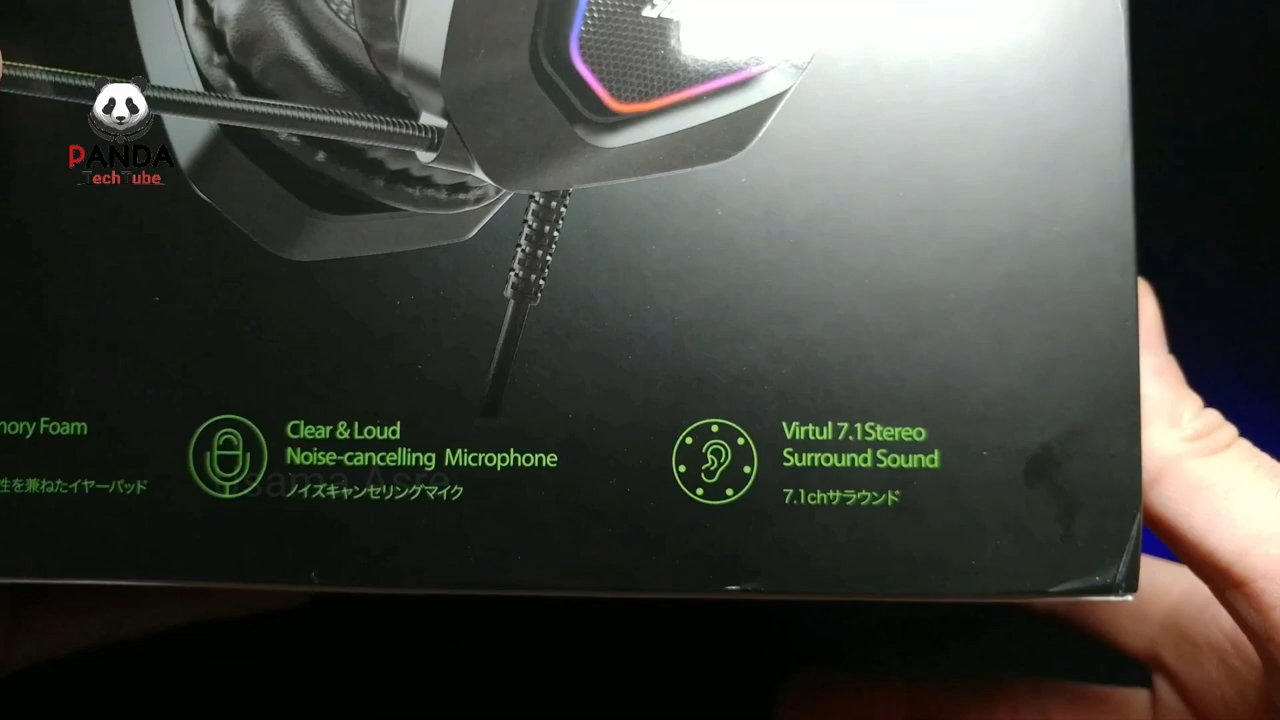 PANDA
TechTube
mory Foam
性を兼ねたイヤーパッド
Clear & Loud
Noise-cancelling Microphone
ノイズキャンセリングマイク
Virtul 7.1Stereo
Surround Sound
7.1chサラウンド